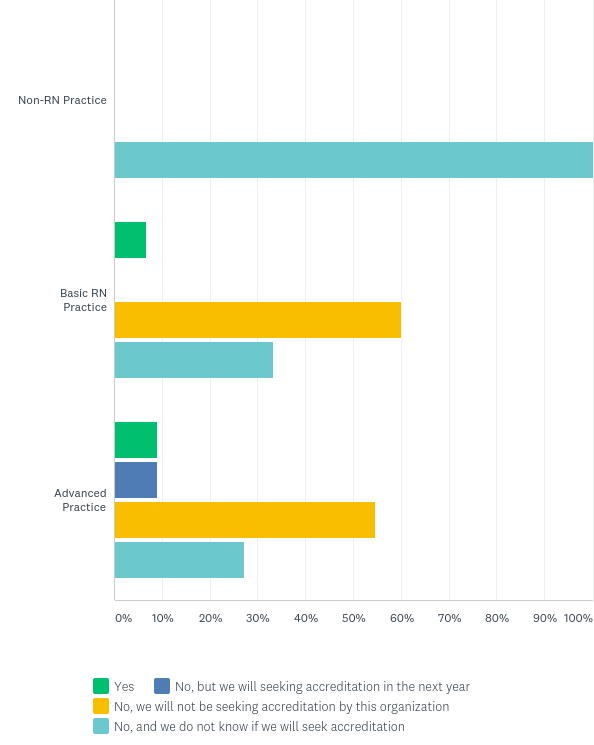 Non-RN Practice
Basic RN
Practice
Advanced
Practice
0% 10% 20% 30% 40% 50% 60% 70% 80% 90% 100%
Yes No, but we will seeking accreditation in the next year
No, we will not be seeking accreditation by this organization
No, and we do not know if we will seek accreditation